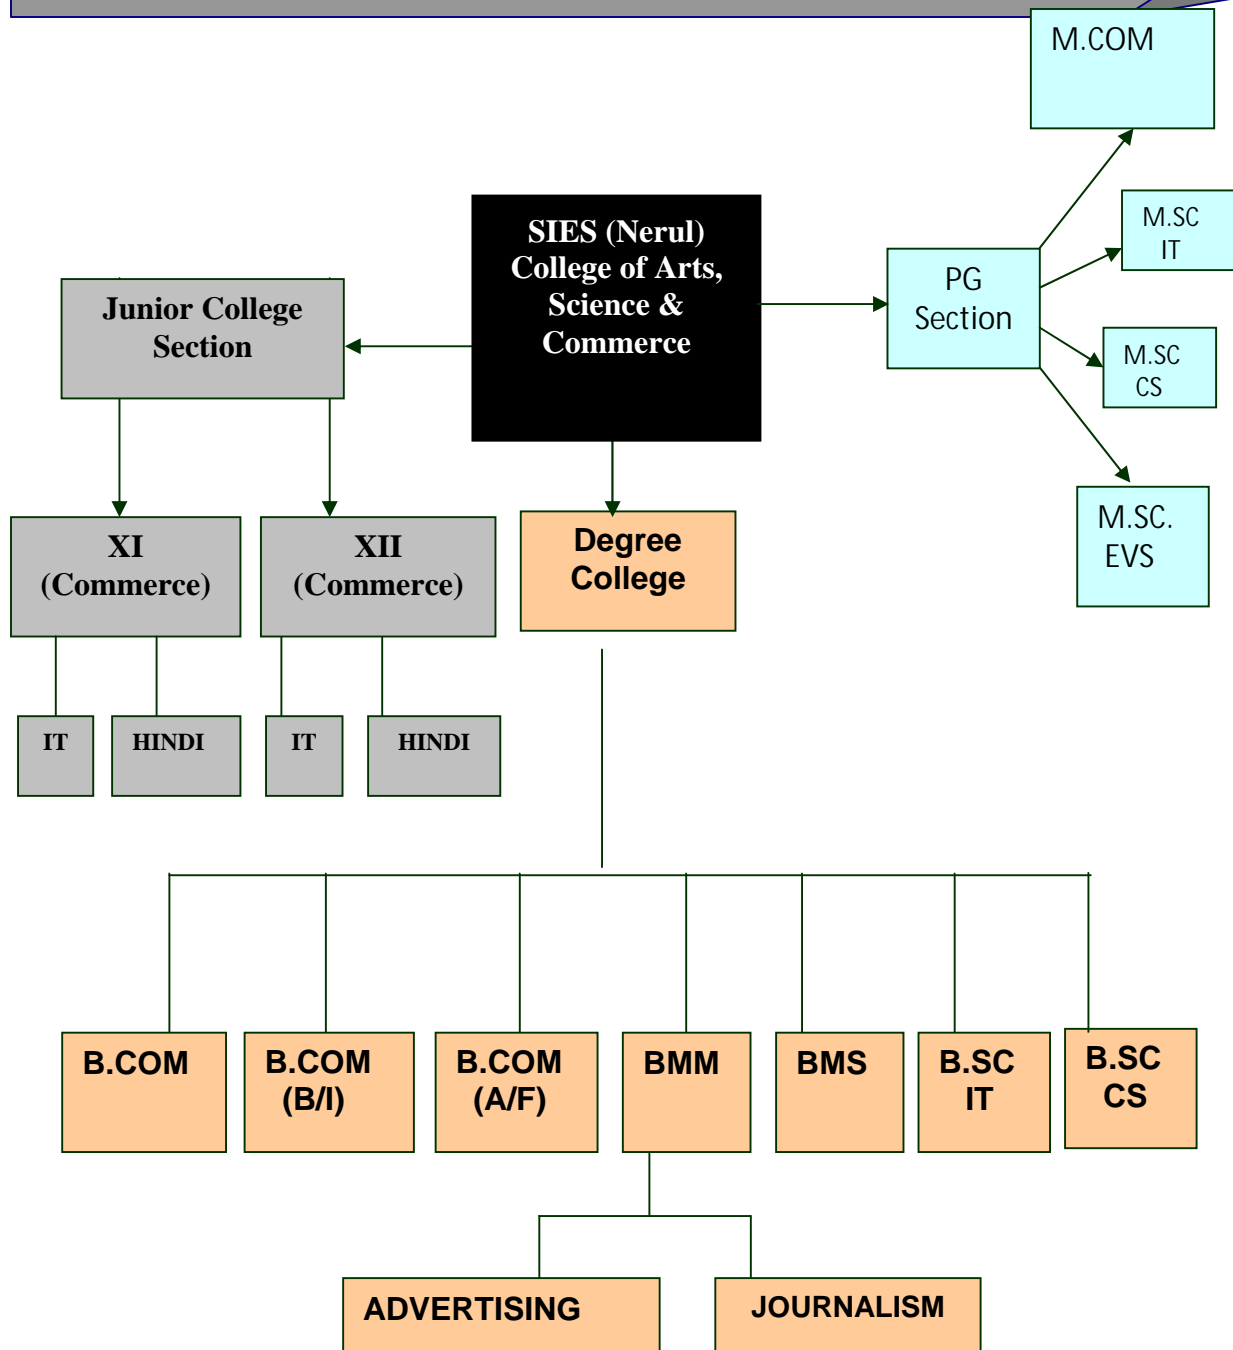 M.COM
SIES (Nerul)
College of Arts,
Science &
Commerce
M.SC
IT
PG
Section
Junior College
Section
M.SC
CS
XI
(Commerce)
XII
(Commerce)
Degree
College
M.SC.
EVS
IT
HINDI
IT
HINDI
B.COM
B.COM
(B/I)
B.COM
(A/F)
BMM
BMS
B.SC
IT
B.SC
CS
ADVERTISING
JOURNALISM